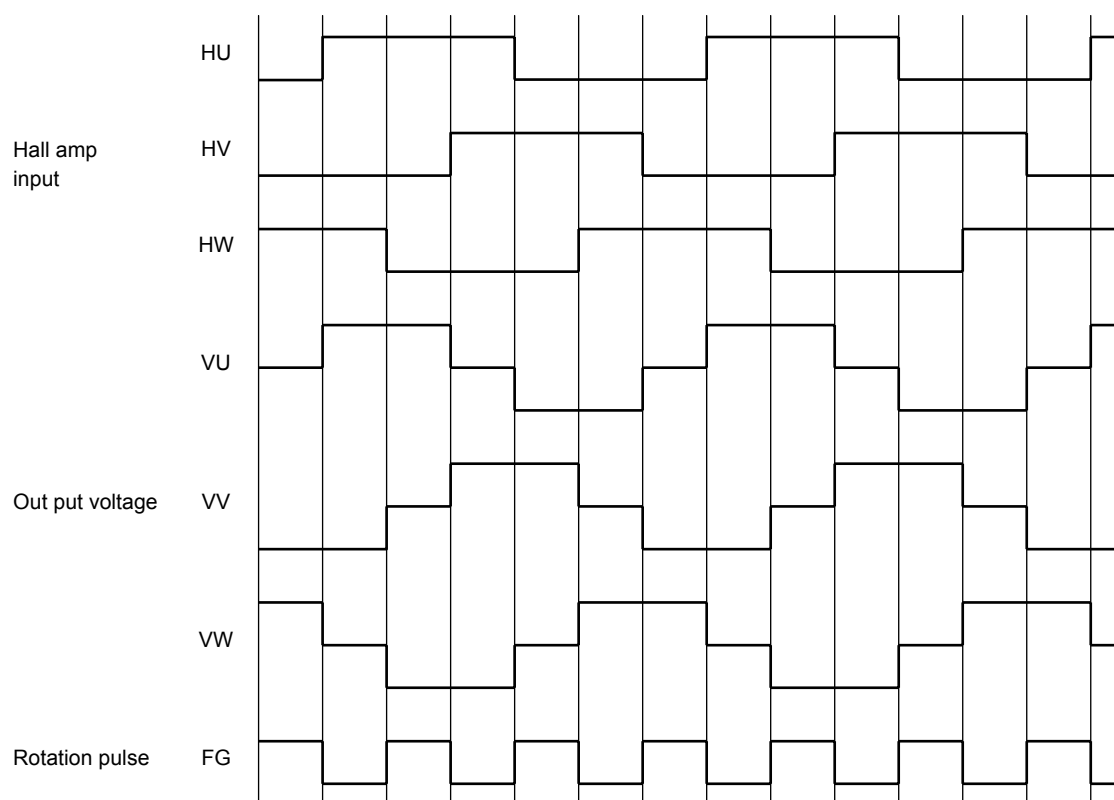 HU
Hall amp
input
HV
HW
VU
Out put voltage
VV
VW
Rotation pulse
FG